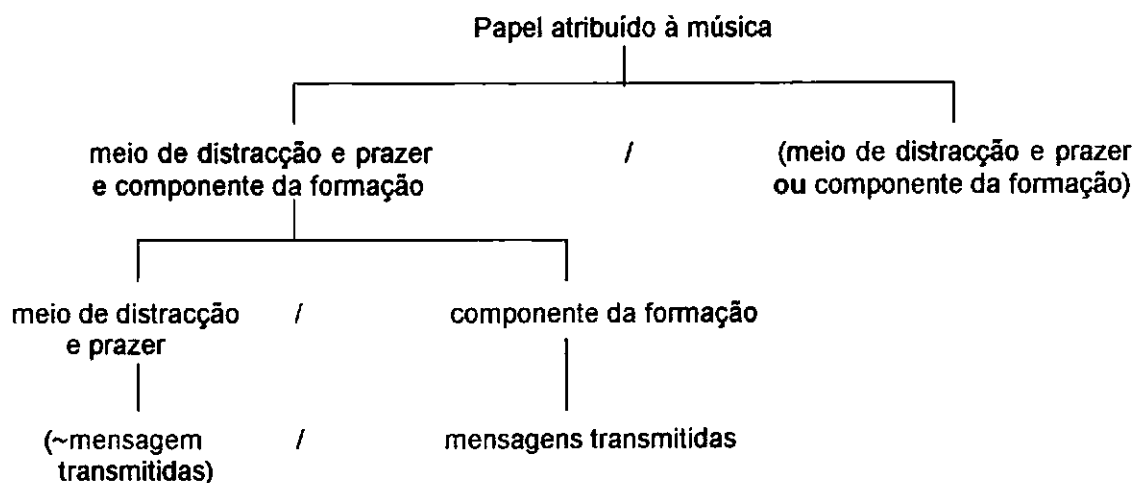 Papel atribuído à música
meio de distracção e prazer / (meio de distracção e prazer
e componente da formação ou componente da formação)
meio de distracção / componente da formação
e prazer
(~mensagem / mensagens transmitidas
transmitidas)